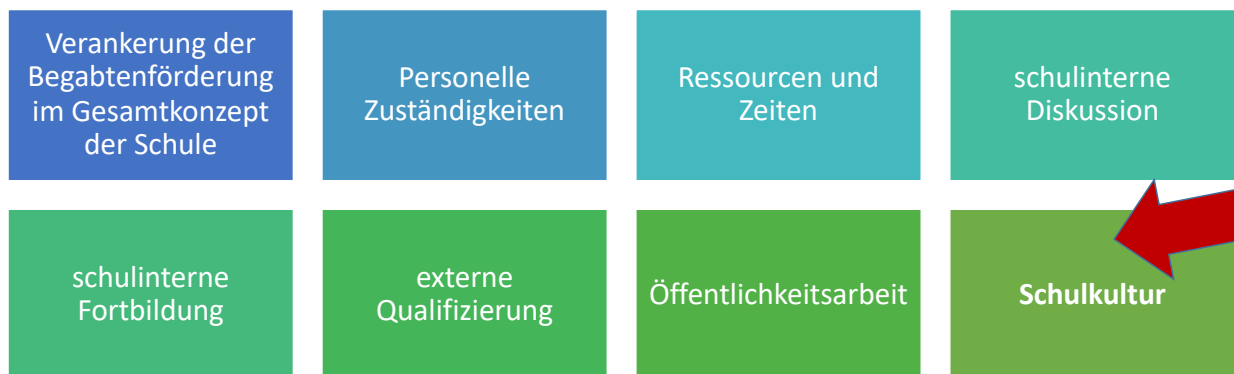 Verankerung der
Begabtenförderung
im Gesamtkonzept
der Schule
Personelle
Zuständigkeiten
Ressourcen und
Zeiten
schulinterne
Diskussion
schulinterne
Fortbildung
externe
Qualifizierung
Öffentlichkeitsarbeit
Schulkultur